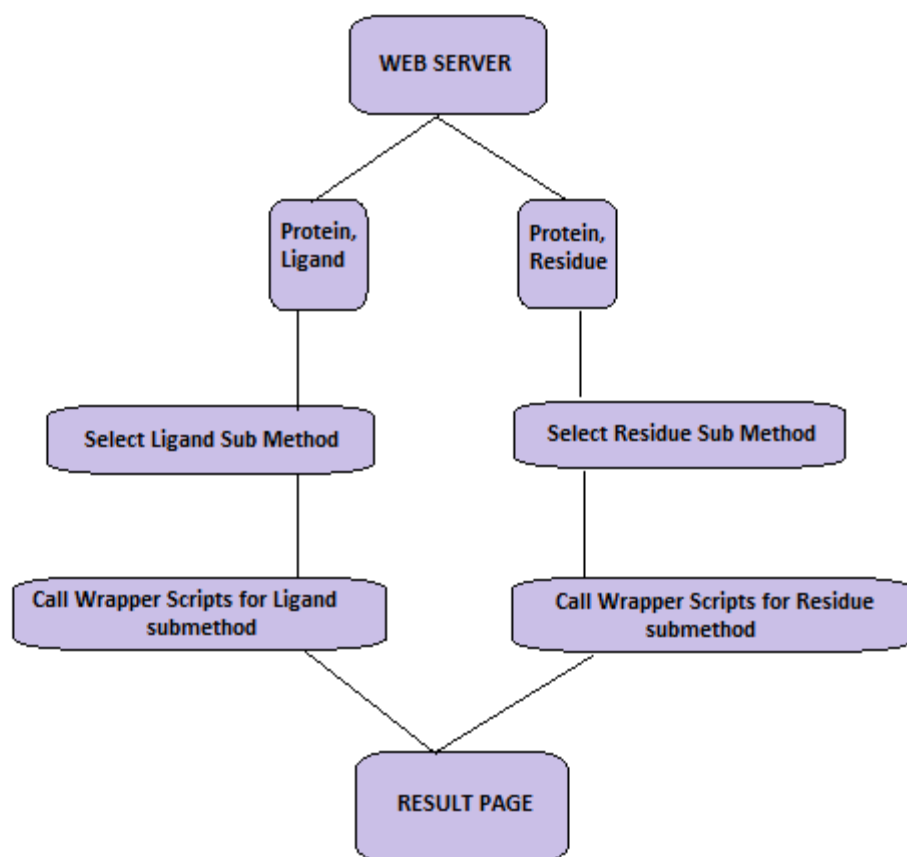 WEB SERVER
Protein,
Ligand
Protein,
Residue
Select Ligand Sub Method
Select Residue Sub Method
Call Wrapper Scripts for Ligand
submethod
Call Wrapper Scripts for Residue
submethod
RESULT PAGE